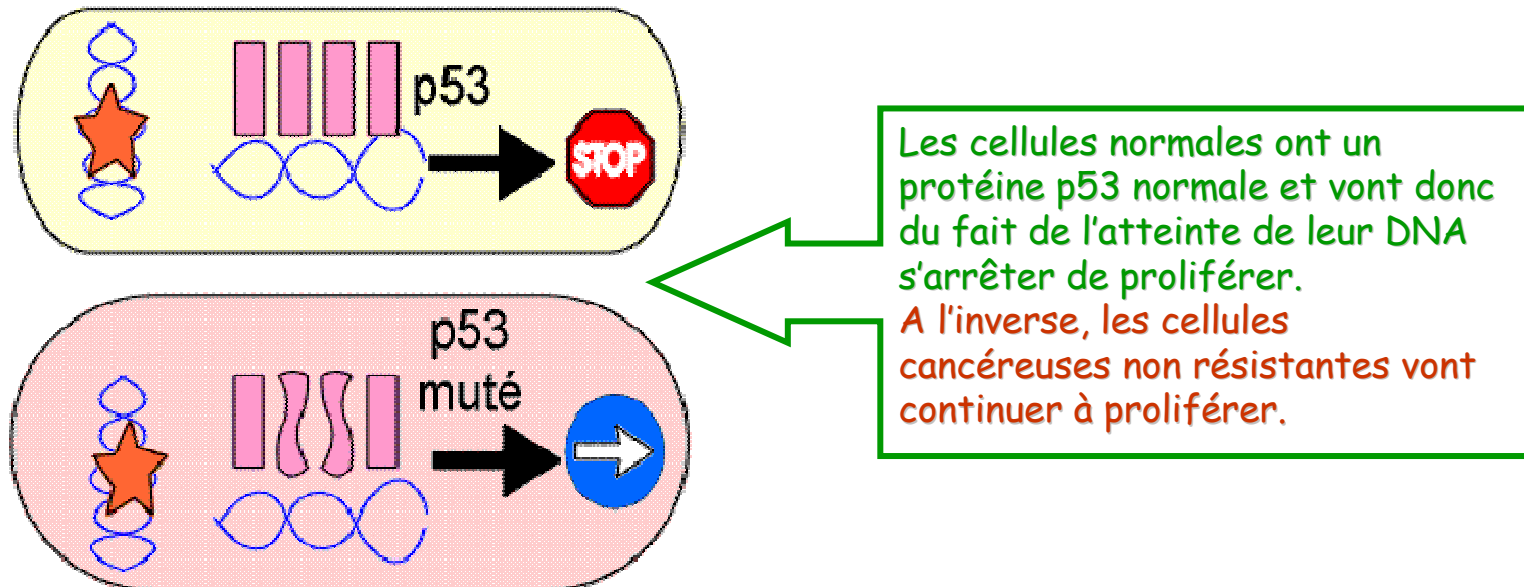 p53
STOP
Les cellules normales ont un
protéine p53 normale et vont donc
du fait de l'atteinte de leur DNA
s'arrêter de proliférer.
A l'inverse, les cellules
cancéreuses non résistantes vont
continuer à proliférer.
p53
muté